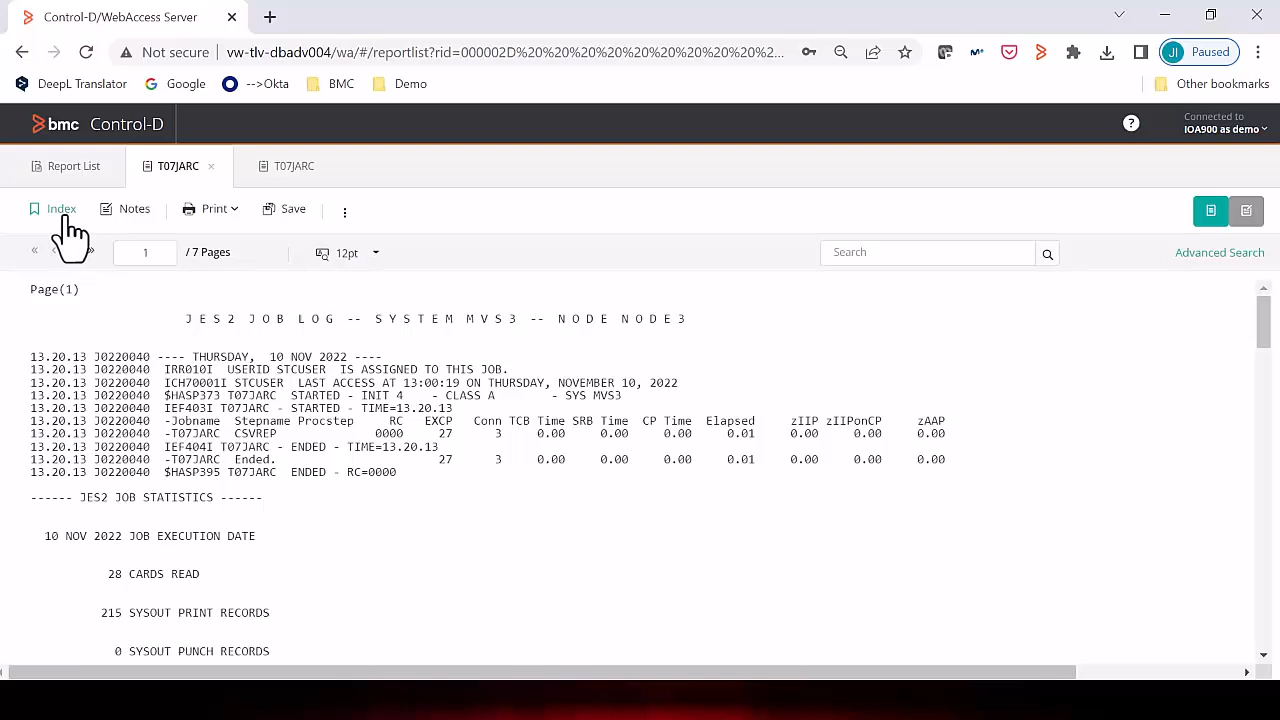 Control-D/WebAccess Server
Not secure vw-tlv-dbadv004/wa/#/reportlist?rid=000002D%20%20%20%20%20%20%20%20%20%2... JI Paused
DeepL Translator Google -->Okta BMC Demo Other bookmarks
bmc Control-D ? Connected to
IOA900 as demo
Report List T07JARC × T07JARC
Index Notes Print Save
1 / 7 Pages 12pt Search Advanced Search
Page(1)
J E S 2 J O B L O G -- S Y S T E M M V S 3 -- N O D E N O D E 3
13.20.13 J0220040 ---- THURSDAY, 10 NOV 2022 ----
13.20.13 J0220040 IRR010I USERID STCUSER IS ASSIGNED TO THIS JOB.
13.20.13 J0220040 ICH70001I STCUSER LAST ACCESS AT 13:00:19 ON THURSDAY, NOVEMBER 10, 2022
13.20.13 J0220040 $HASP373 T07JARC STARTED - INIT 4 - CLASS A - SYS MVS3
13.20.13 J0220040 IEF403I T07JARC - STARTED - TIME=13.20.13
13.20.13 J0220040 -Jobname Stepname Procstep RC EXCP Conn TCB Time SRB Time CP Time Elapsed zIIP zIIPonCP zAAP
13.20.13 J0220040 -T07JARC CSVREP 0000 27 3 0.00 0.00 0.00 0.01 0.00 0.00 0.00
13.20.13 J0220040 IEF404I T07JARC - ENDED - TIME=13.20.13
13.20.13 J0220040 -T07JARC Ended. 27 3 0.00 0.00 0.00 0.01 0.00 0.00 0.00
13.20.13 J0220040 $HASP395 T07JARC ENDED - RC=0000
------ JES2 JOB STATISTICS ------
10 NOV 2022 JOB EXECUTION DATE
28 CARDS READ
215 SYSOUT PRINT RECORDS
0 SYSOUT PUNCH RECORDS